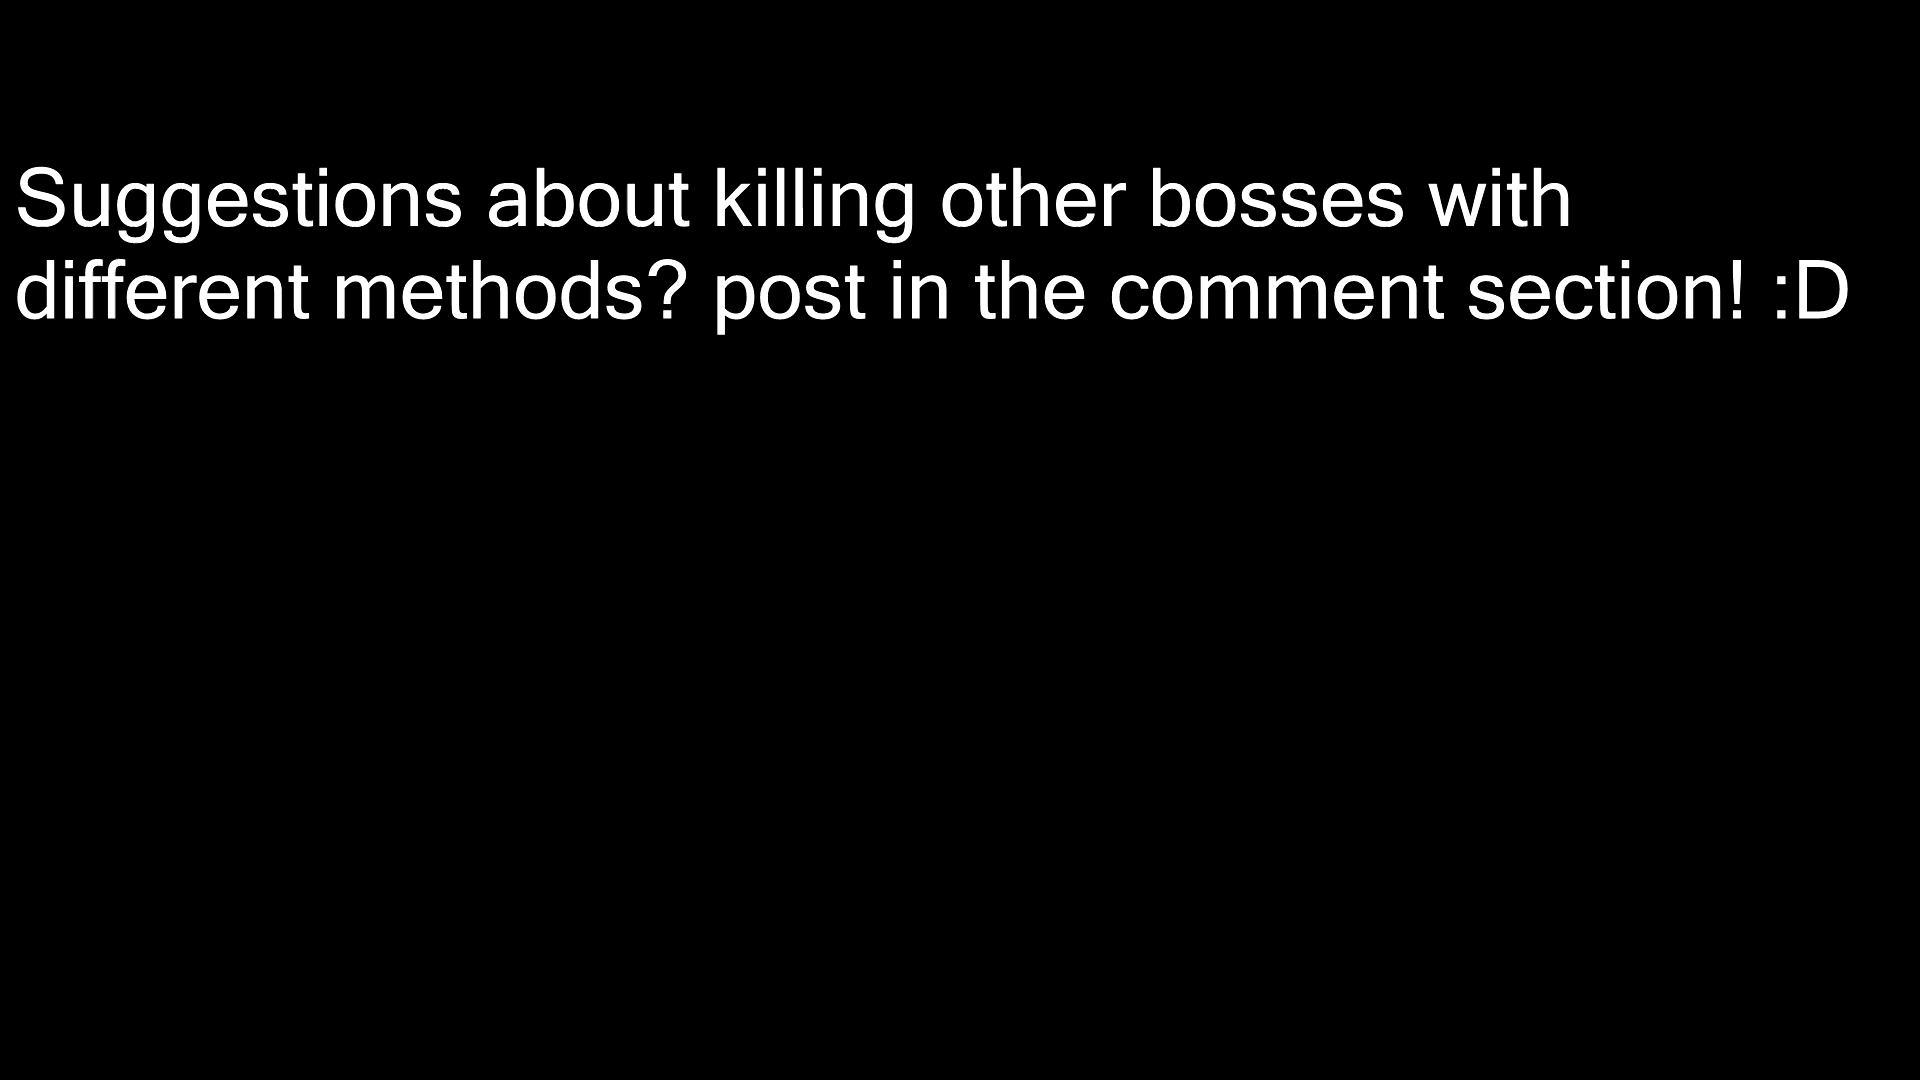 Suggestions about killing other bosses with
different methods? post in the comment section! :D